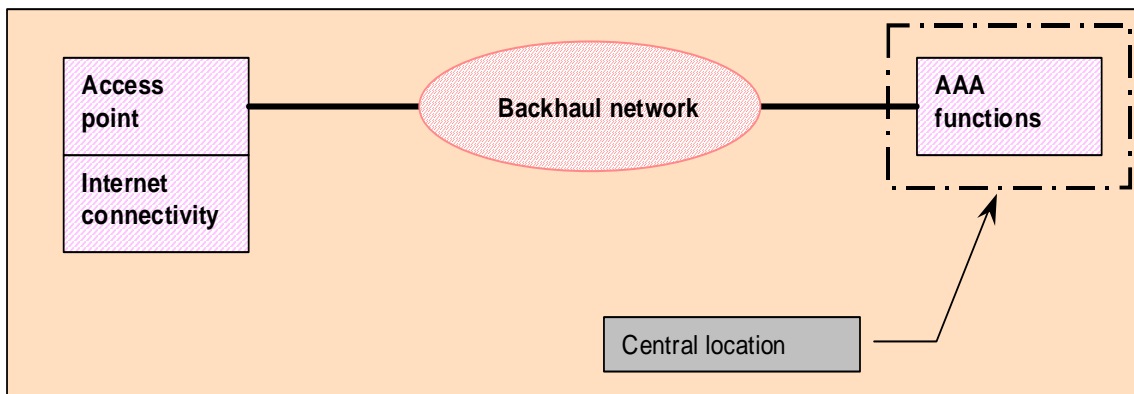 Access
point
Internet
connectivity
Backhaul network
AAA
functions
Central location